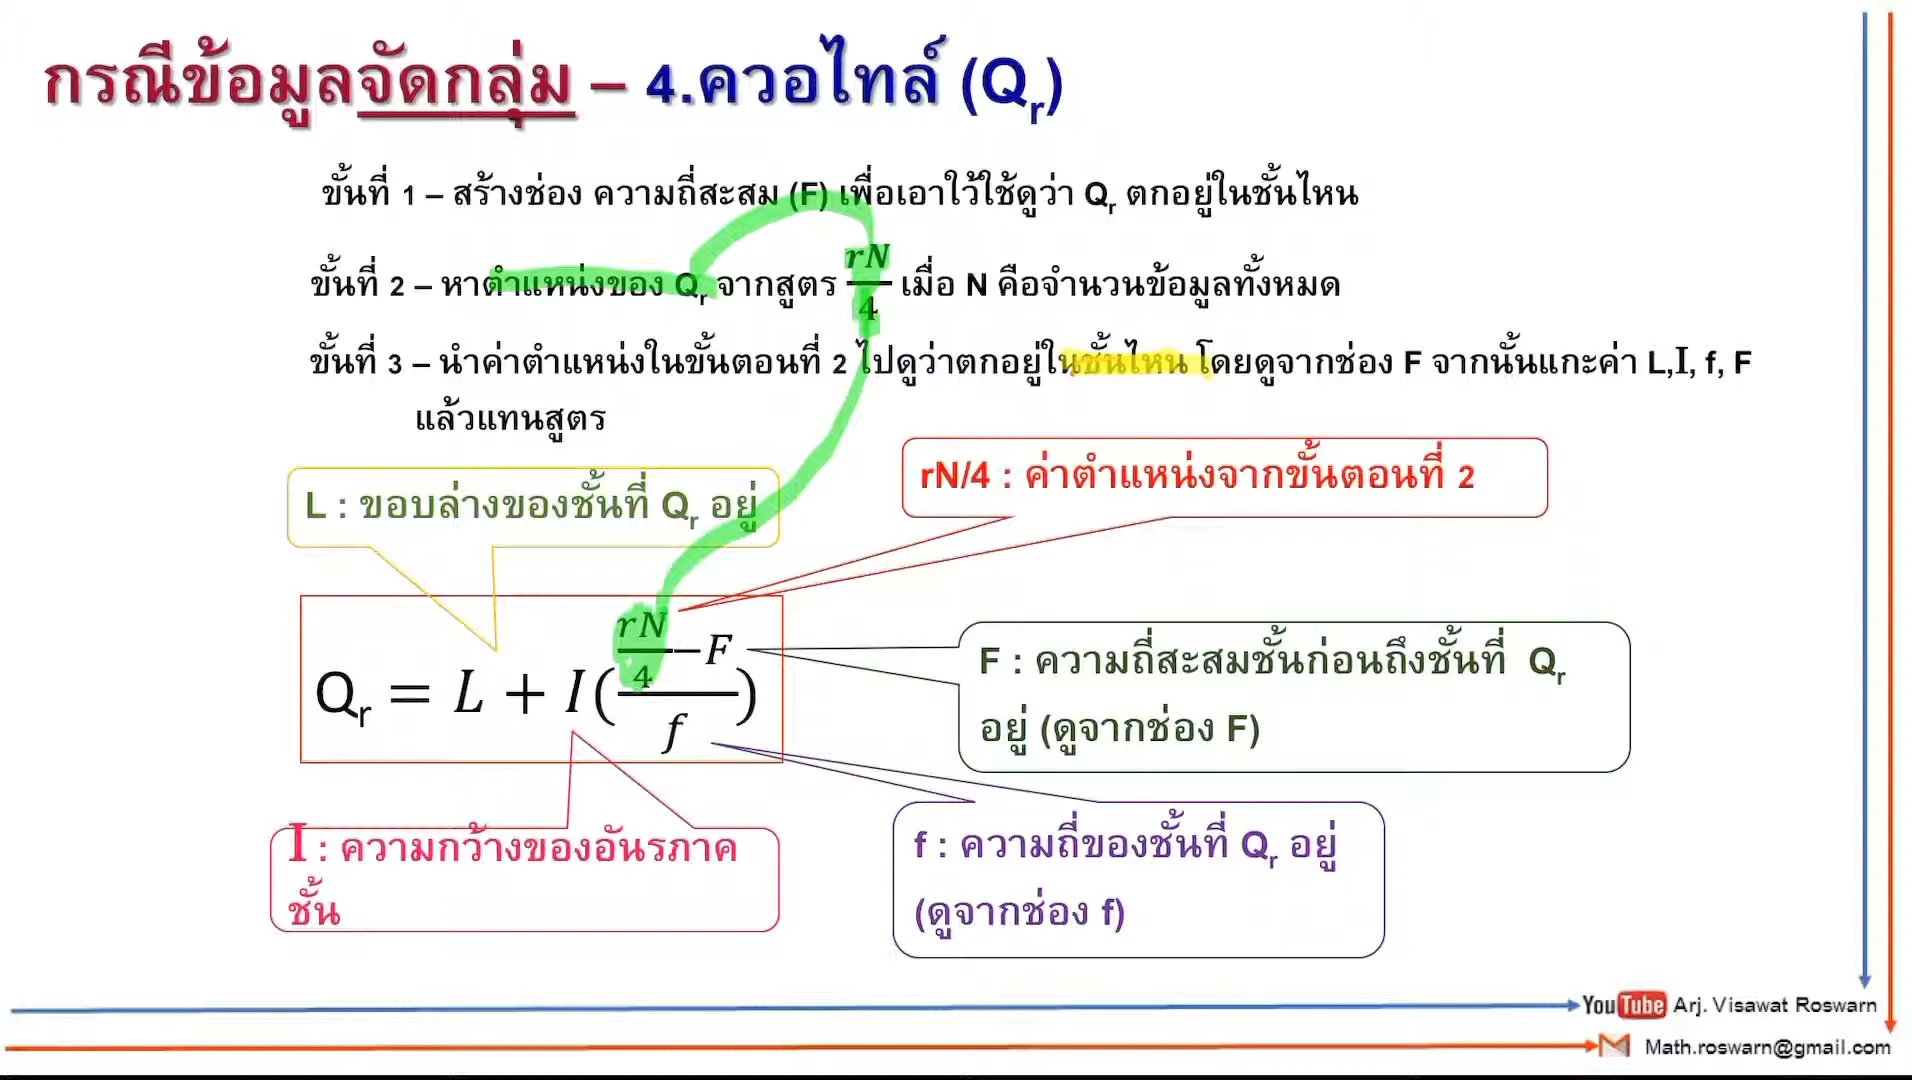 กรณีข้อมูลจัดกลุ่ม – 4.ควอไทล์ (Qr)
ขั้นที่ 1 – สร้างช่อง ความถี่สะสม (F) เพื่อเอาใว้ใช้ดูว่า Qr ตกอยู่ในชั้นไหน
ขั้นที่ 2 – หาตำแหน่งของ Qr จากสูตร rN/4 เมื่อ N คือจำนวนข้อมูลทั้งหมด
ขั้นที่ 3 – นำค่าตำแหน่งในขั้นตอนที่ 2 ไปดูว่าตกอยู่ในชั้นไหน โดยดูจากช่อง F จากนั้นแกะค่า L,I, f, F
แล้วแทนสูตร
rN/4 : ค่าตำแหน่งจากขั้นตอนที่ 2
L : ขอบล่างของชั้นที่ Qr อยู่
Qr = L + I((rN/4 − F)/f)
F : ความถี่สะสมชั้นก่อนถึงชั้นที่ Qr
อยู่ (ดูจากช่อง F)
I : ความกว้างของอันรภาค
ชั้น
f : ความถี่ของชั้นที่ Qr อยู่
(ดูจากช่อง f)
YouTube Arj. Visawat Roswarn
Math.roswarn@gmail.com